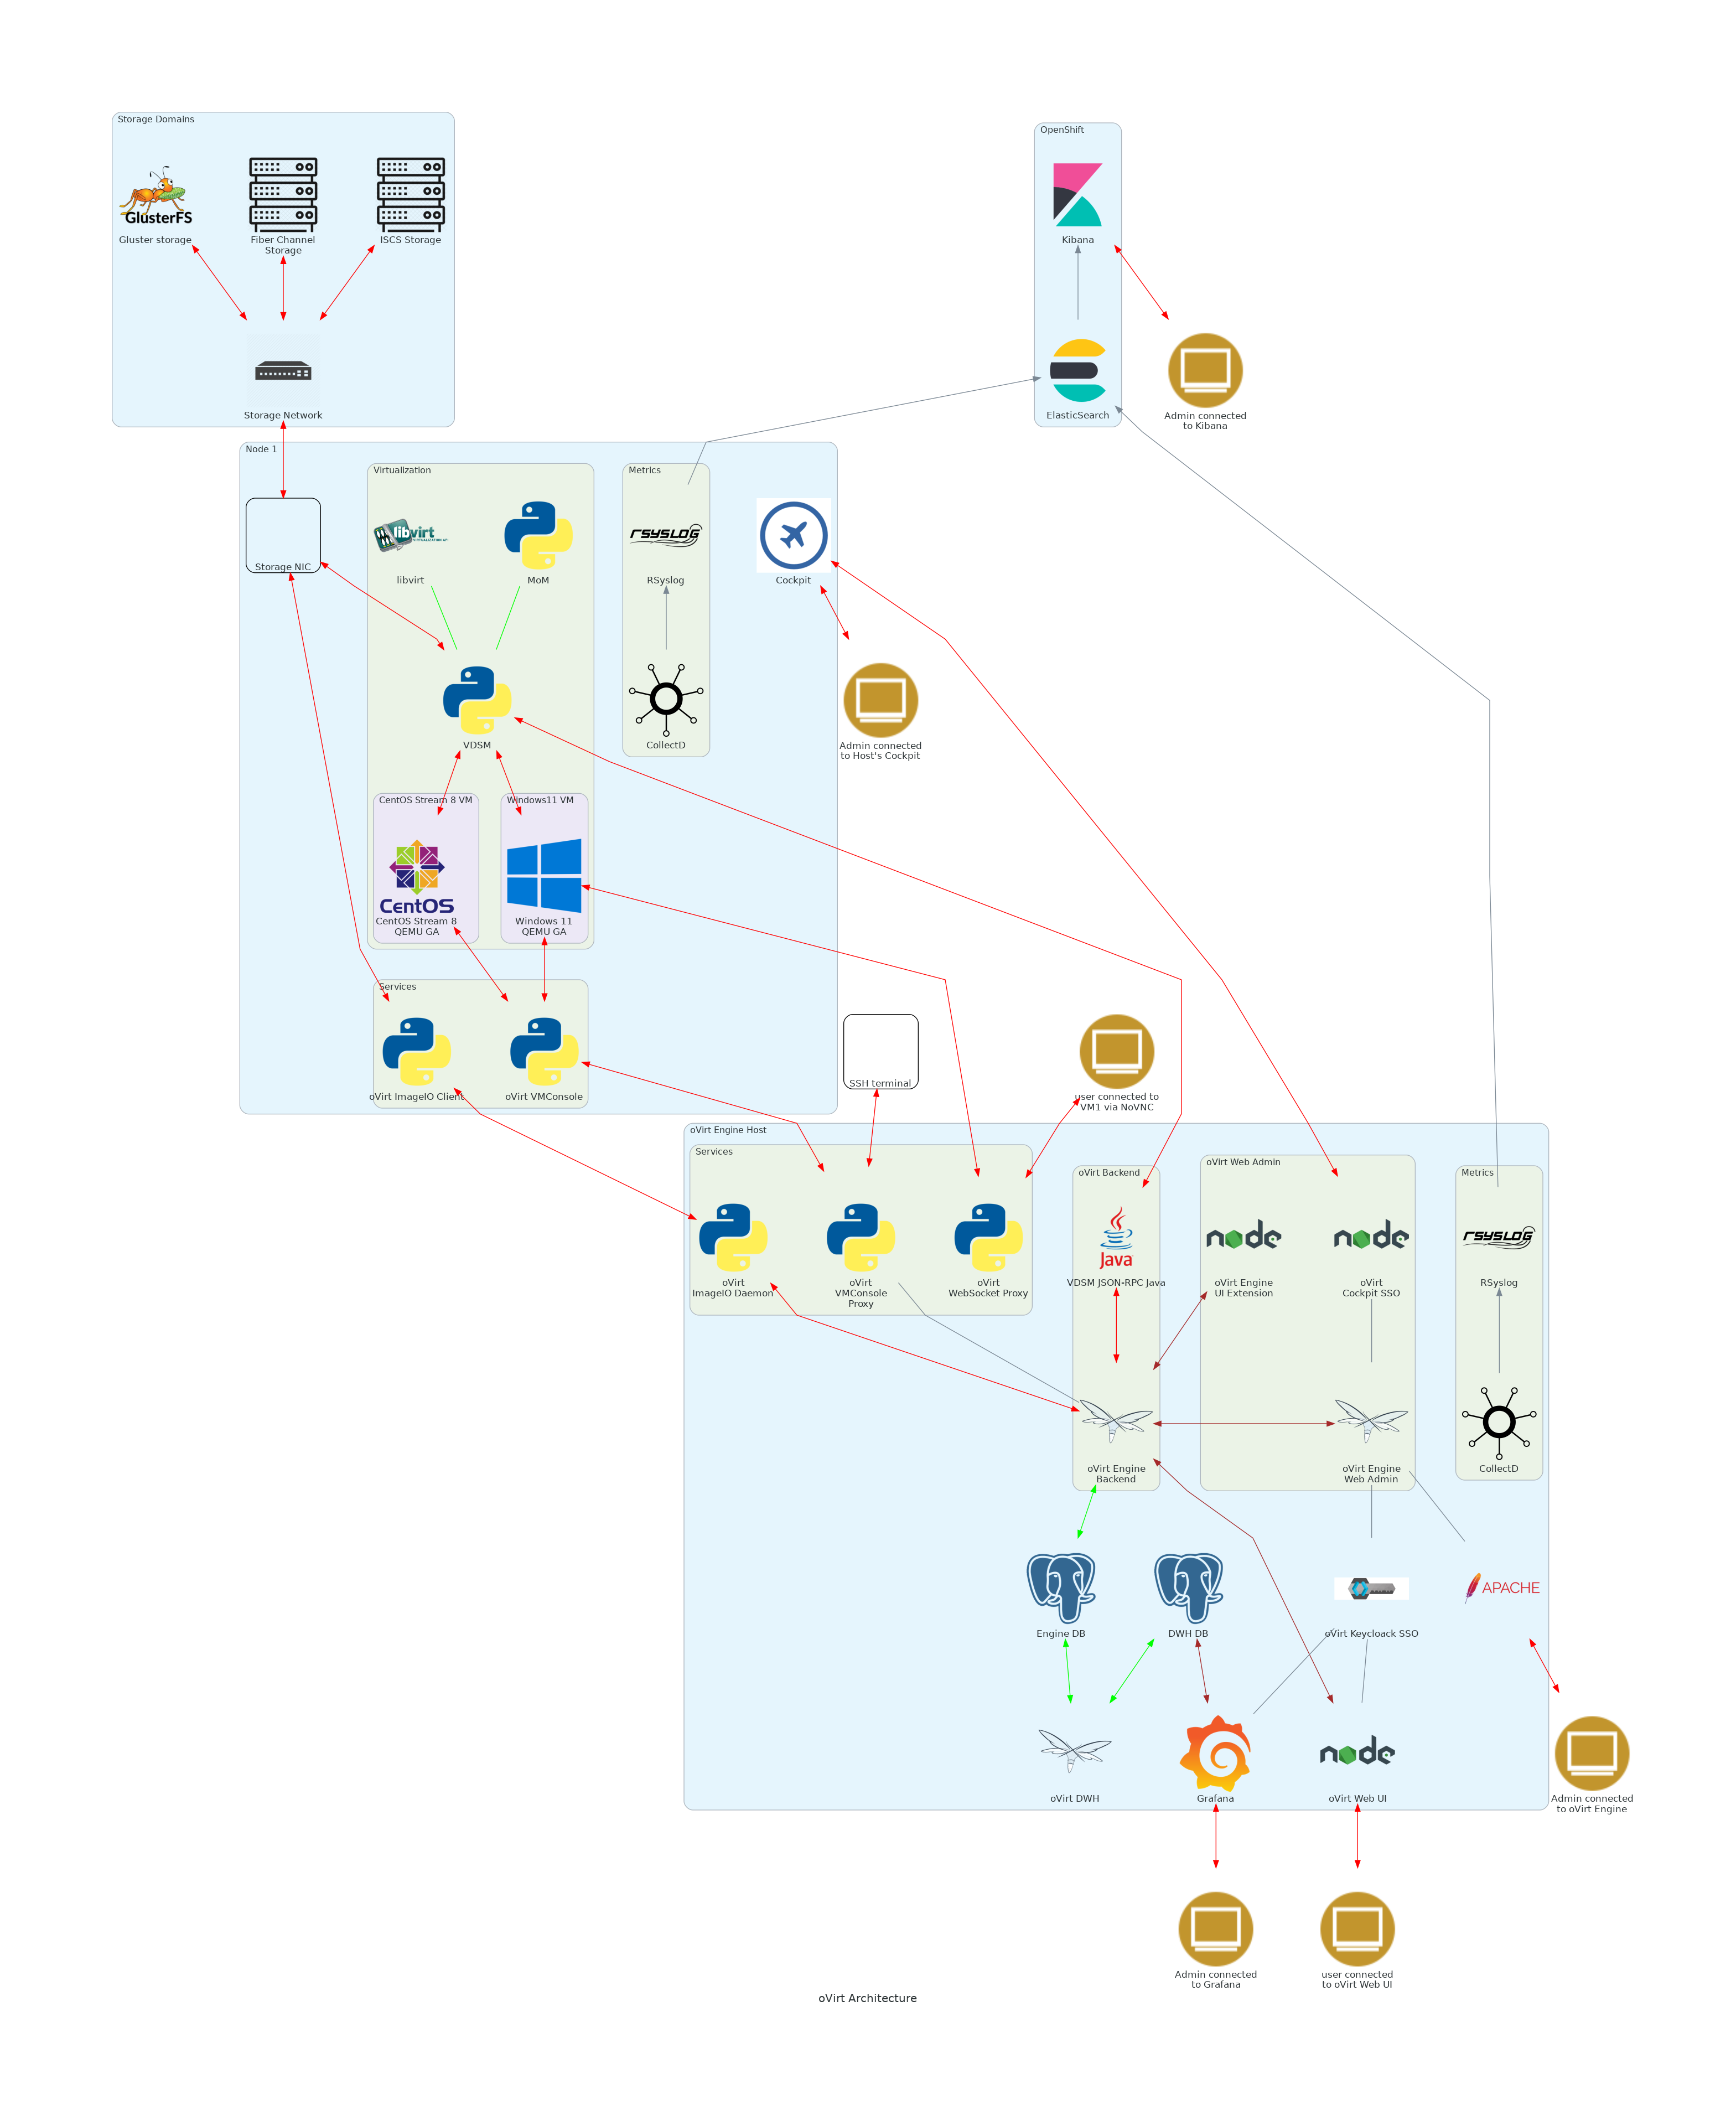 Storage Domains
GlusterFS
Gluster storage
Fiber Channel
Storage
ISCS Storage
Storage Network
OpenShift
Kibana
ElasticSearch
Admin connected
to Kibana
Node 1
Storage NIC
Virtualization
libvirt
VIRTUALIZATION API
libvirt
MoM
VDSM
CentOS Stream 8 VM
CentOS
CentOS Stream 8
QEMU GA
Windows11 VM
Windows 11
QEMU GA
Metrics
rsyslog
RSyslog
CollectD
Cockpit
Admin connected
to Host's Cockpit
Services
oVirt ImageIO Client
oVirt VMConsole
SSH terminal
user connected to
VM1 via NoVNC
oVirt Engine Host
Services
oVirt
ImageIO Daemon
oVirt
VMConsole
Proxy
oVirt
WebSocket Proxy
oVirt Backend
Java
VDSM JSON-RPC Java
oVirt Engine
Backend
oVirt Web Admin
node
oVirt Engine
UI Extension
node
oVirt
Cockpit SSO
oVirt Engine
Web Admin
Metrics
rsyslog
RSyslog
CollectD
Engine DB
DWH DB
oVirt Keycloack SSO
APACHE
oVirt DWH
Grafana
node
oVirt Web UI
Admin connected
to oVirt Engine
Admin connected
to Grafana
user connected
to oVirt Web UI
oVirt Architecture